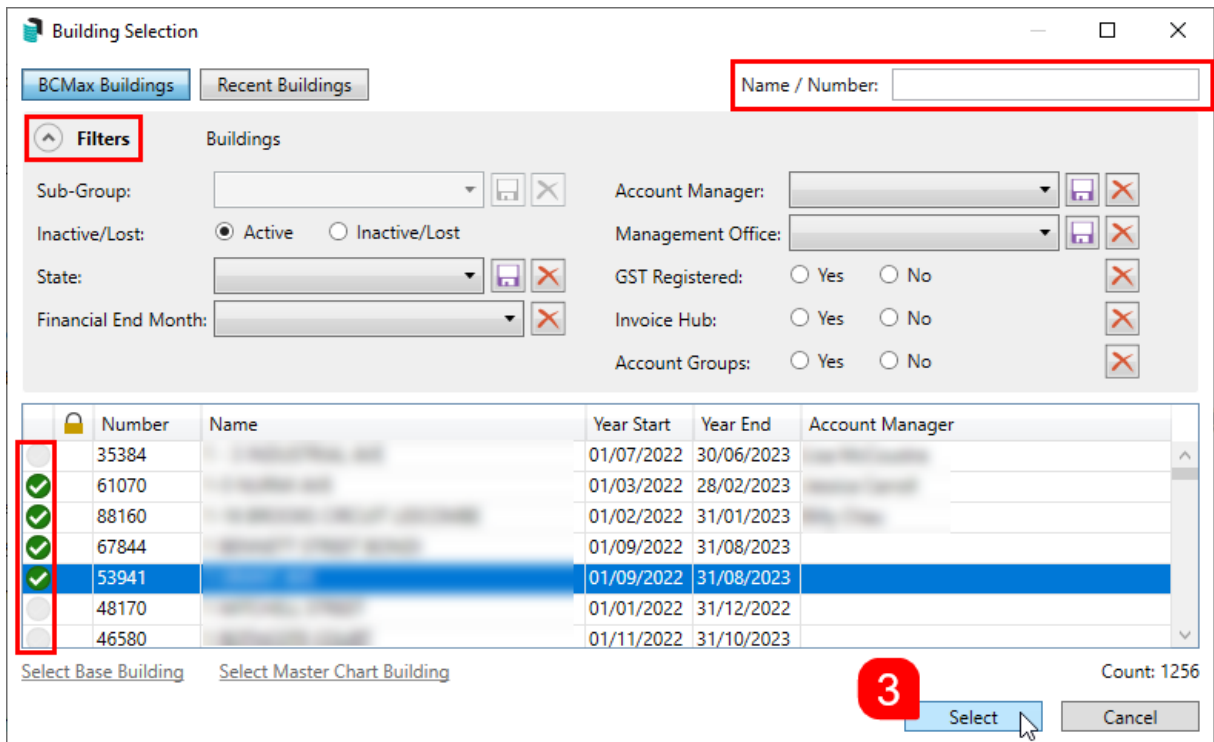 Building Selection
BCMax Buildings Recent Buildings Name / Number:
Filters Buildings
Sub-Group: Account Manager:
Inactive/Lost: Active Inactive/Lost Management Office:
State: GST Registered: Yes No
Financial End Month: Invoice Hub: Yes No
Account Groups: Yes No
Number Name Year Start Year End Account Manager
35384 01/07/2022 30/06/2023
61070 01/03/2022 28/02/2023
88160 01/02/2022 31/01/2023
67844 01/09/2022 31/08/2023
53941 01/09/2022 31/08/2023
48170 01/01/2022 31/12/2022
46580 01/11/2022 31/10/2023
Select Base Building Select Master Chart Building Count: 1256
3
Select Cancel